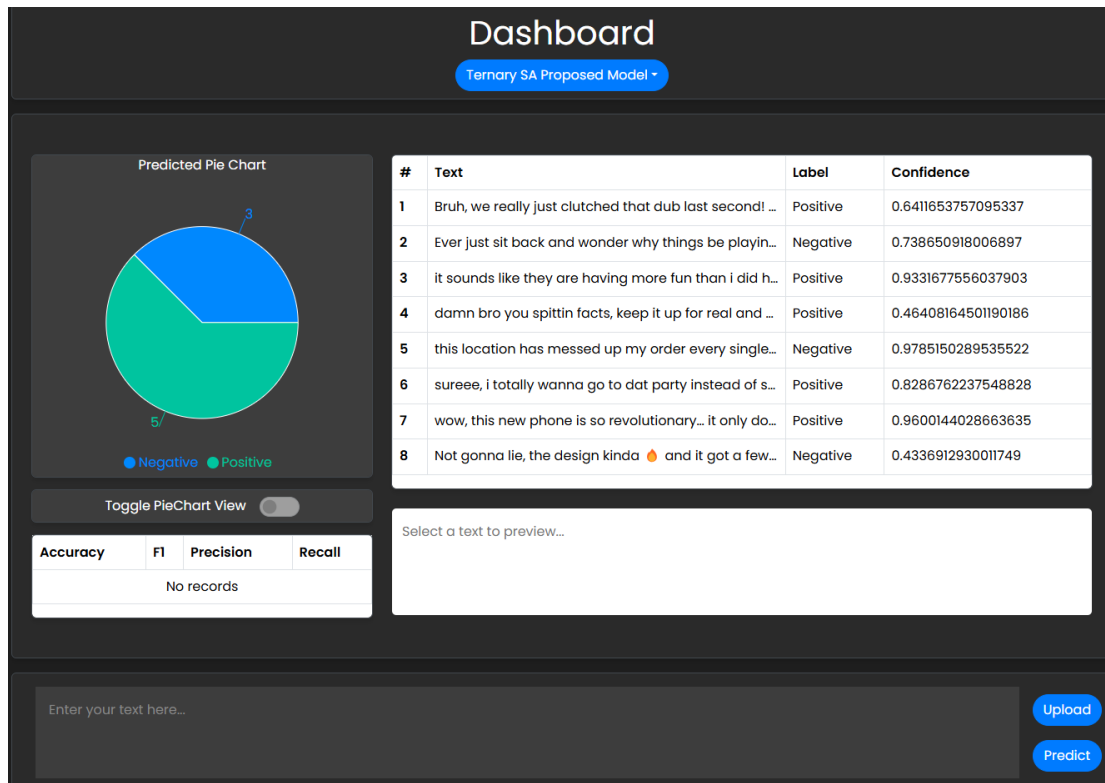 Dashboard
Ternary SA Proposed Model
Predicted Pie Chart
3
5
Negative Positive
Toggle PieChart View
Accuracy F1 Precision Recall
No records
# Text Label Confidence
1 Bruh, we really just clutched that dub last second! ... Positive 0.6411653757095337
2 Ever just sit back and wonder why things be playin... Negative 0.738650918006897
3 it sounds like they are having more fun than i did h... Positive 0.9331677556037903
4 damn bro you spittin facts, keep it up for real and ... Positive 0.46408164501190186
5 this location has messed up my order every single... Negative 0.9785150289535522
6 sureee, i totally wanna go to dat party instead of s... Positive 0.8286762237548828
7 wow, this new phone is so revolutionary... it only do... Positive 0.9600144028663635
8 Not gonna lie, the design kinda 🔥 and it got a few... Negative 0.4336912930011749
Select a text to preview...
Enter your text here...
Upload
Predict